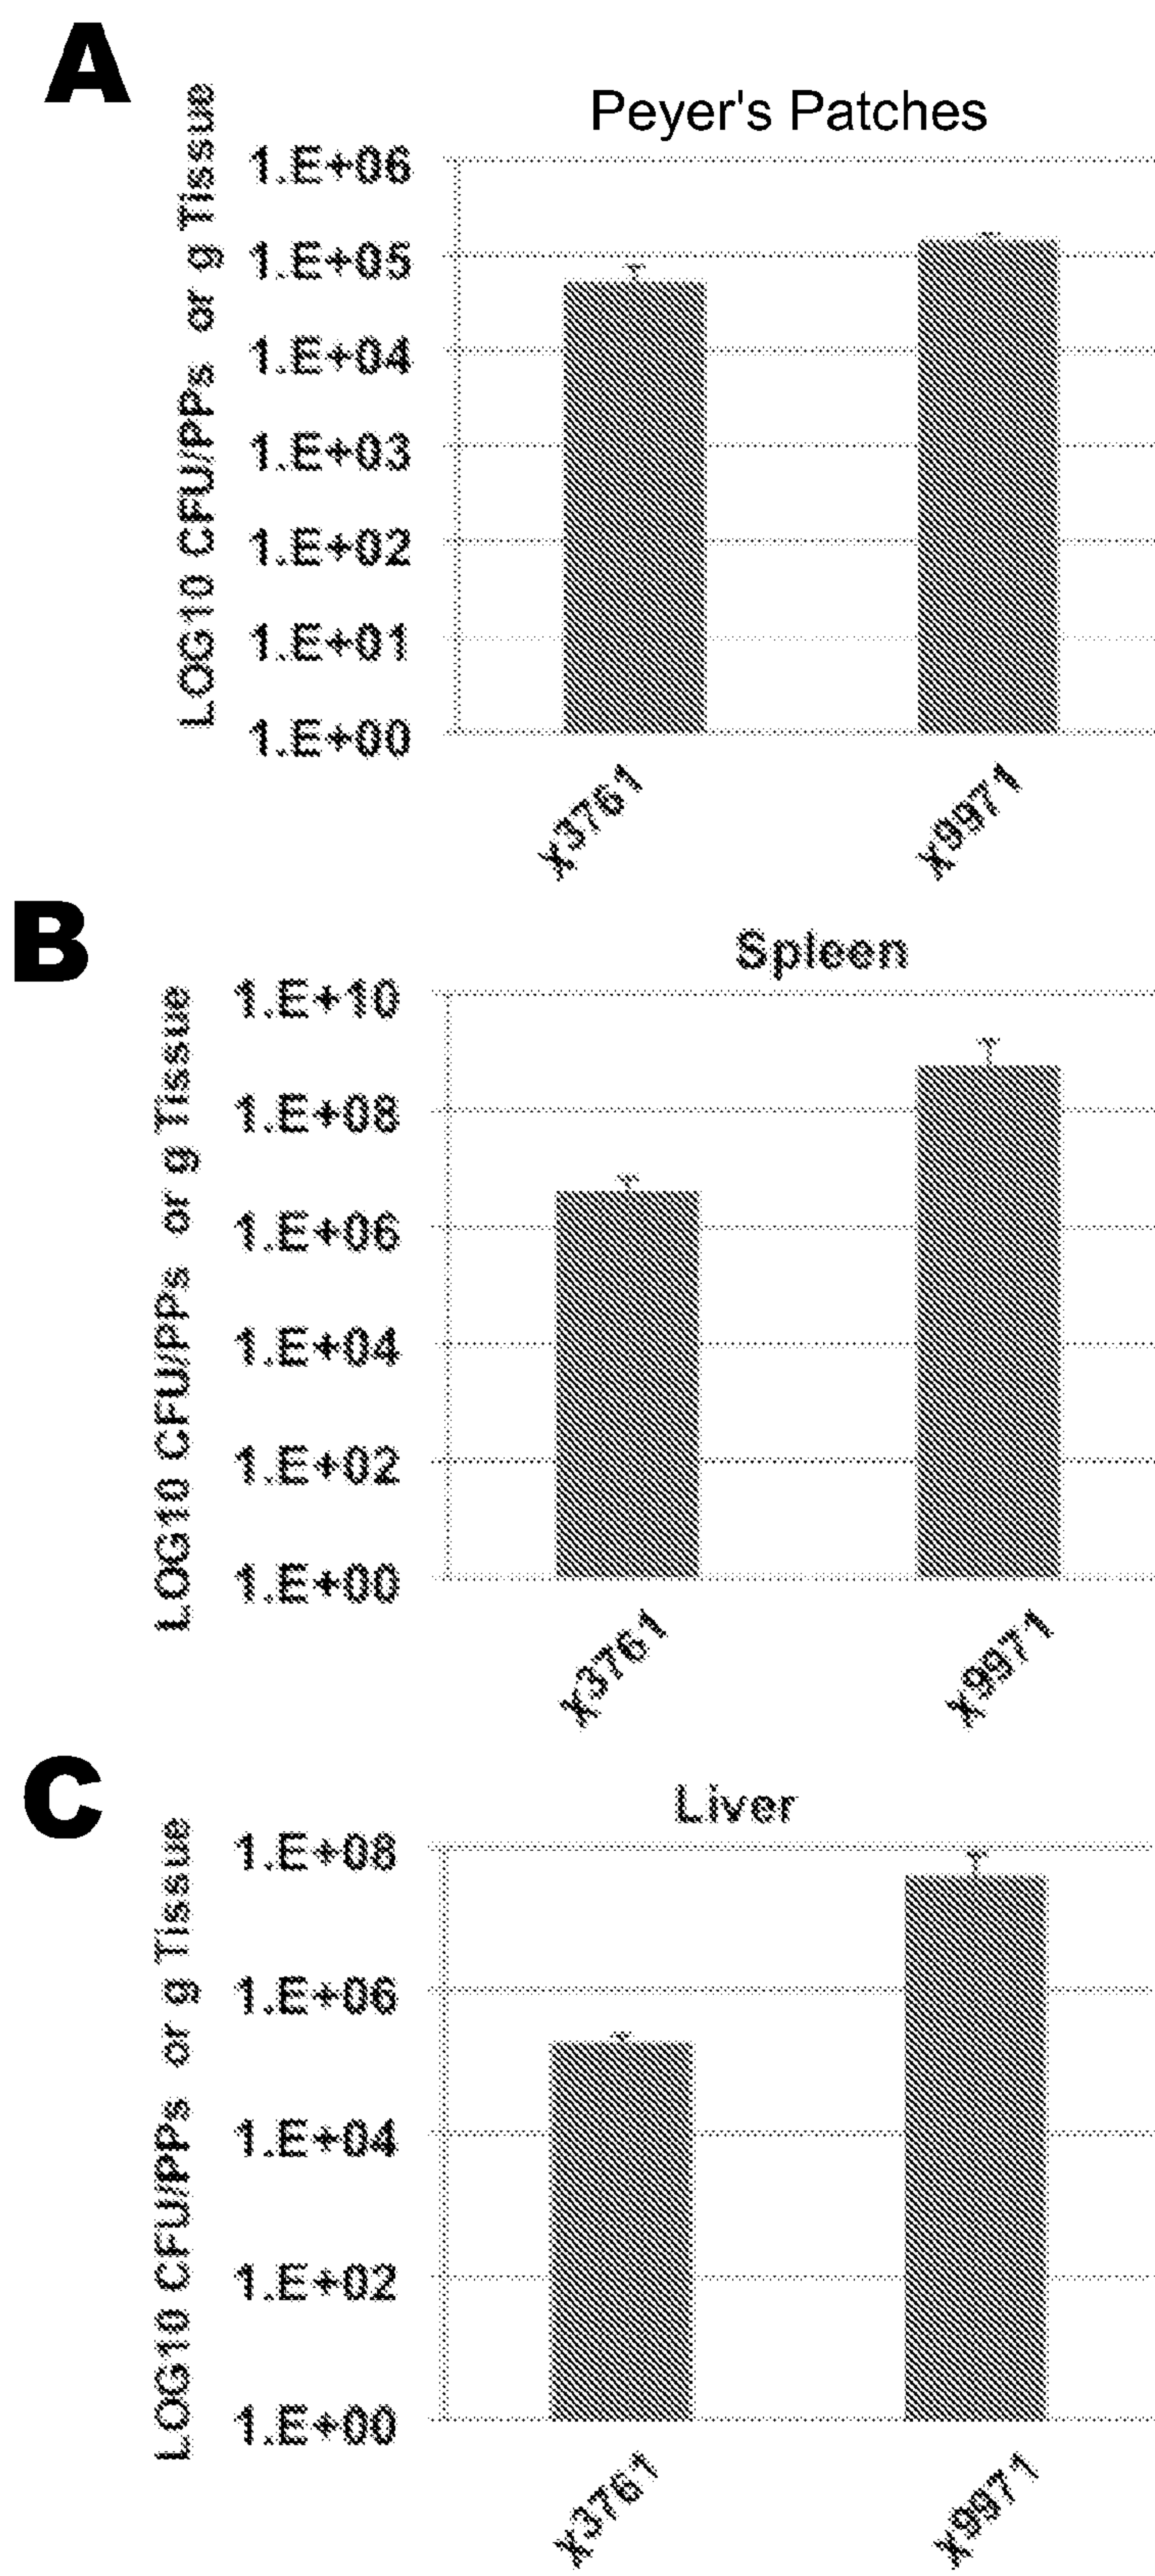 A
Peyer's Patches
LOG10 CFU/PPs or g Tissue
1.E+06
1.E+05
1.E+04
1.E+03
1.E+02
1.E+01
1.E+00
χ3761
χ9971
B
Spleen
LOG10 CFU/PPs or g Tissue
1.E+10
1.E+08
1.E+06
1.E+04
1.E+02
1.E+00
χ3761
χ9971
C
Liver
LOG10 CFU/PPs or g Tissue
1.E+08
1.E+06
1.E+04
1.E+02
1.E+00
χ3761
χ9971